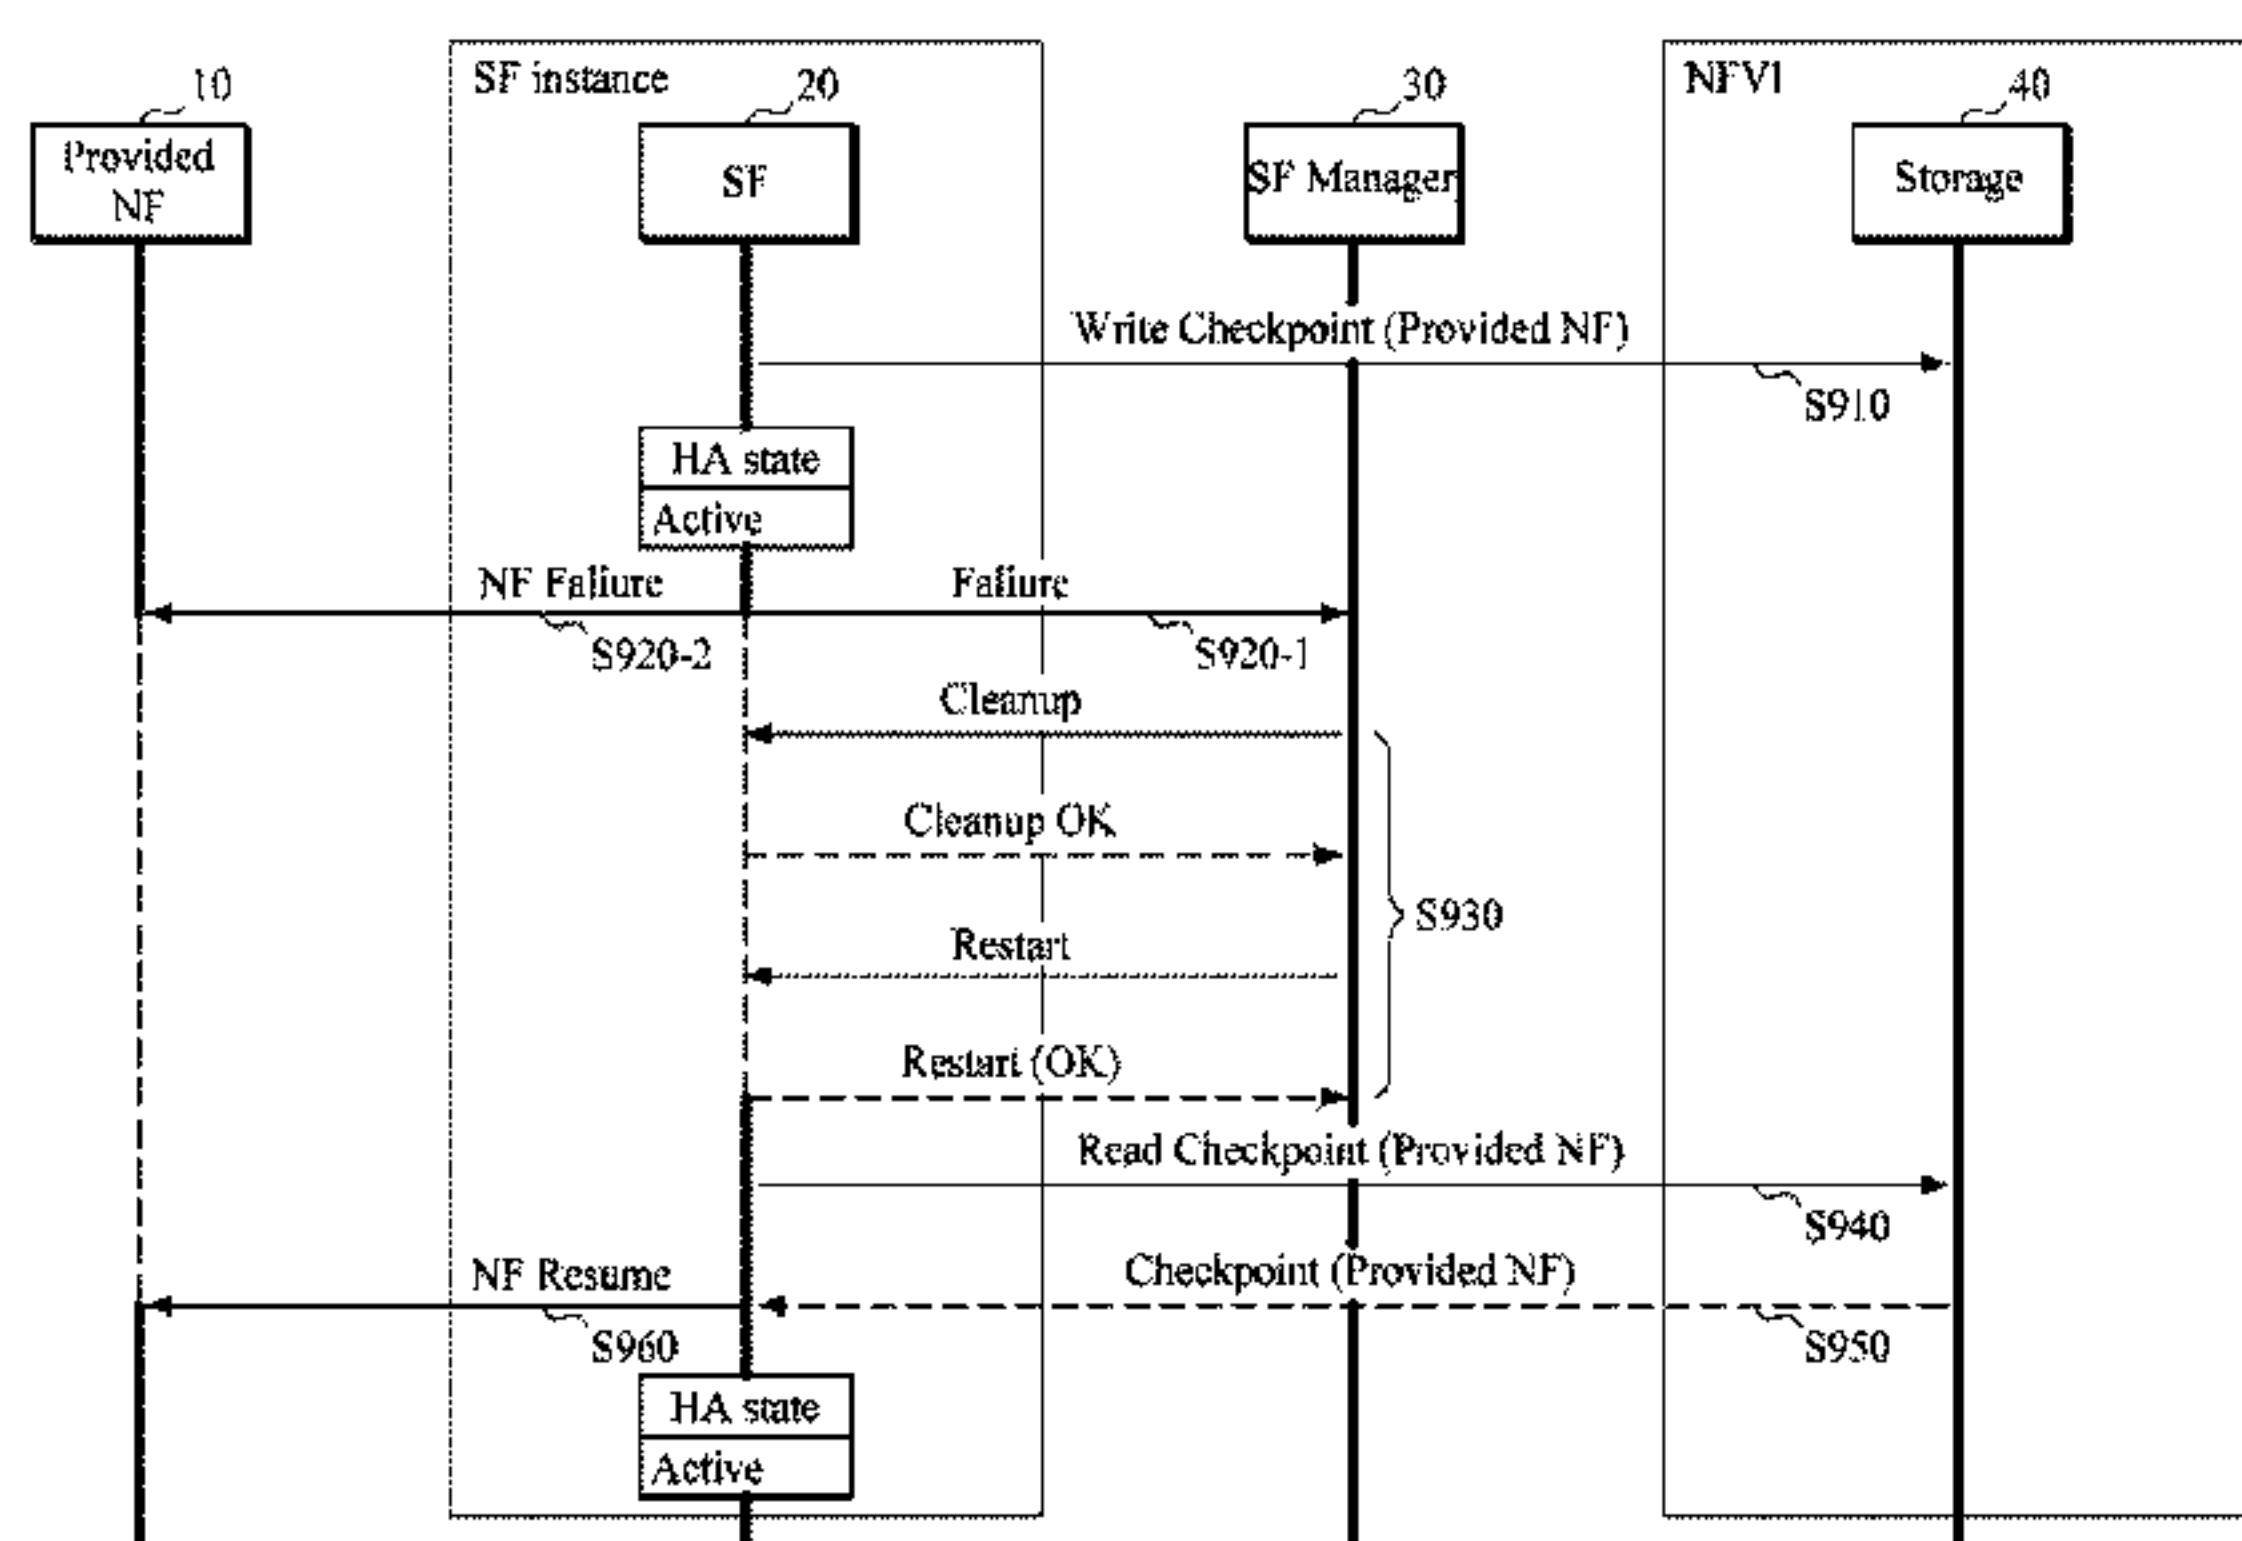 SF instance
NFVI
10
20
30
40
Provided
NF
SF
SF Manager
Storage
Write Checkpoint (Provided NF)
S910
HA state
Active
NF Faliure
Faliure
S920-2
S920-1
Cleanup
Cleanup OK
S930
Restart
Restart (OK)
Read Checkpoint (Provided NF)
S940
NF Resume
Checkpoint (Provided NF)
S960
S950
HA state
Active